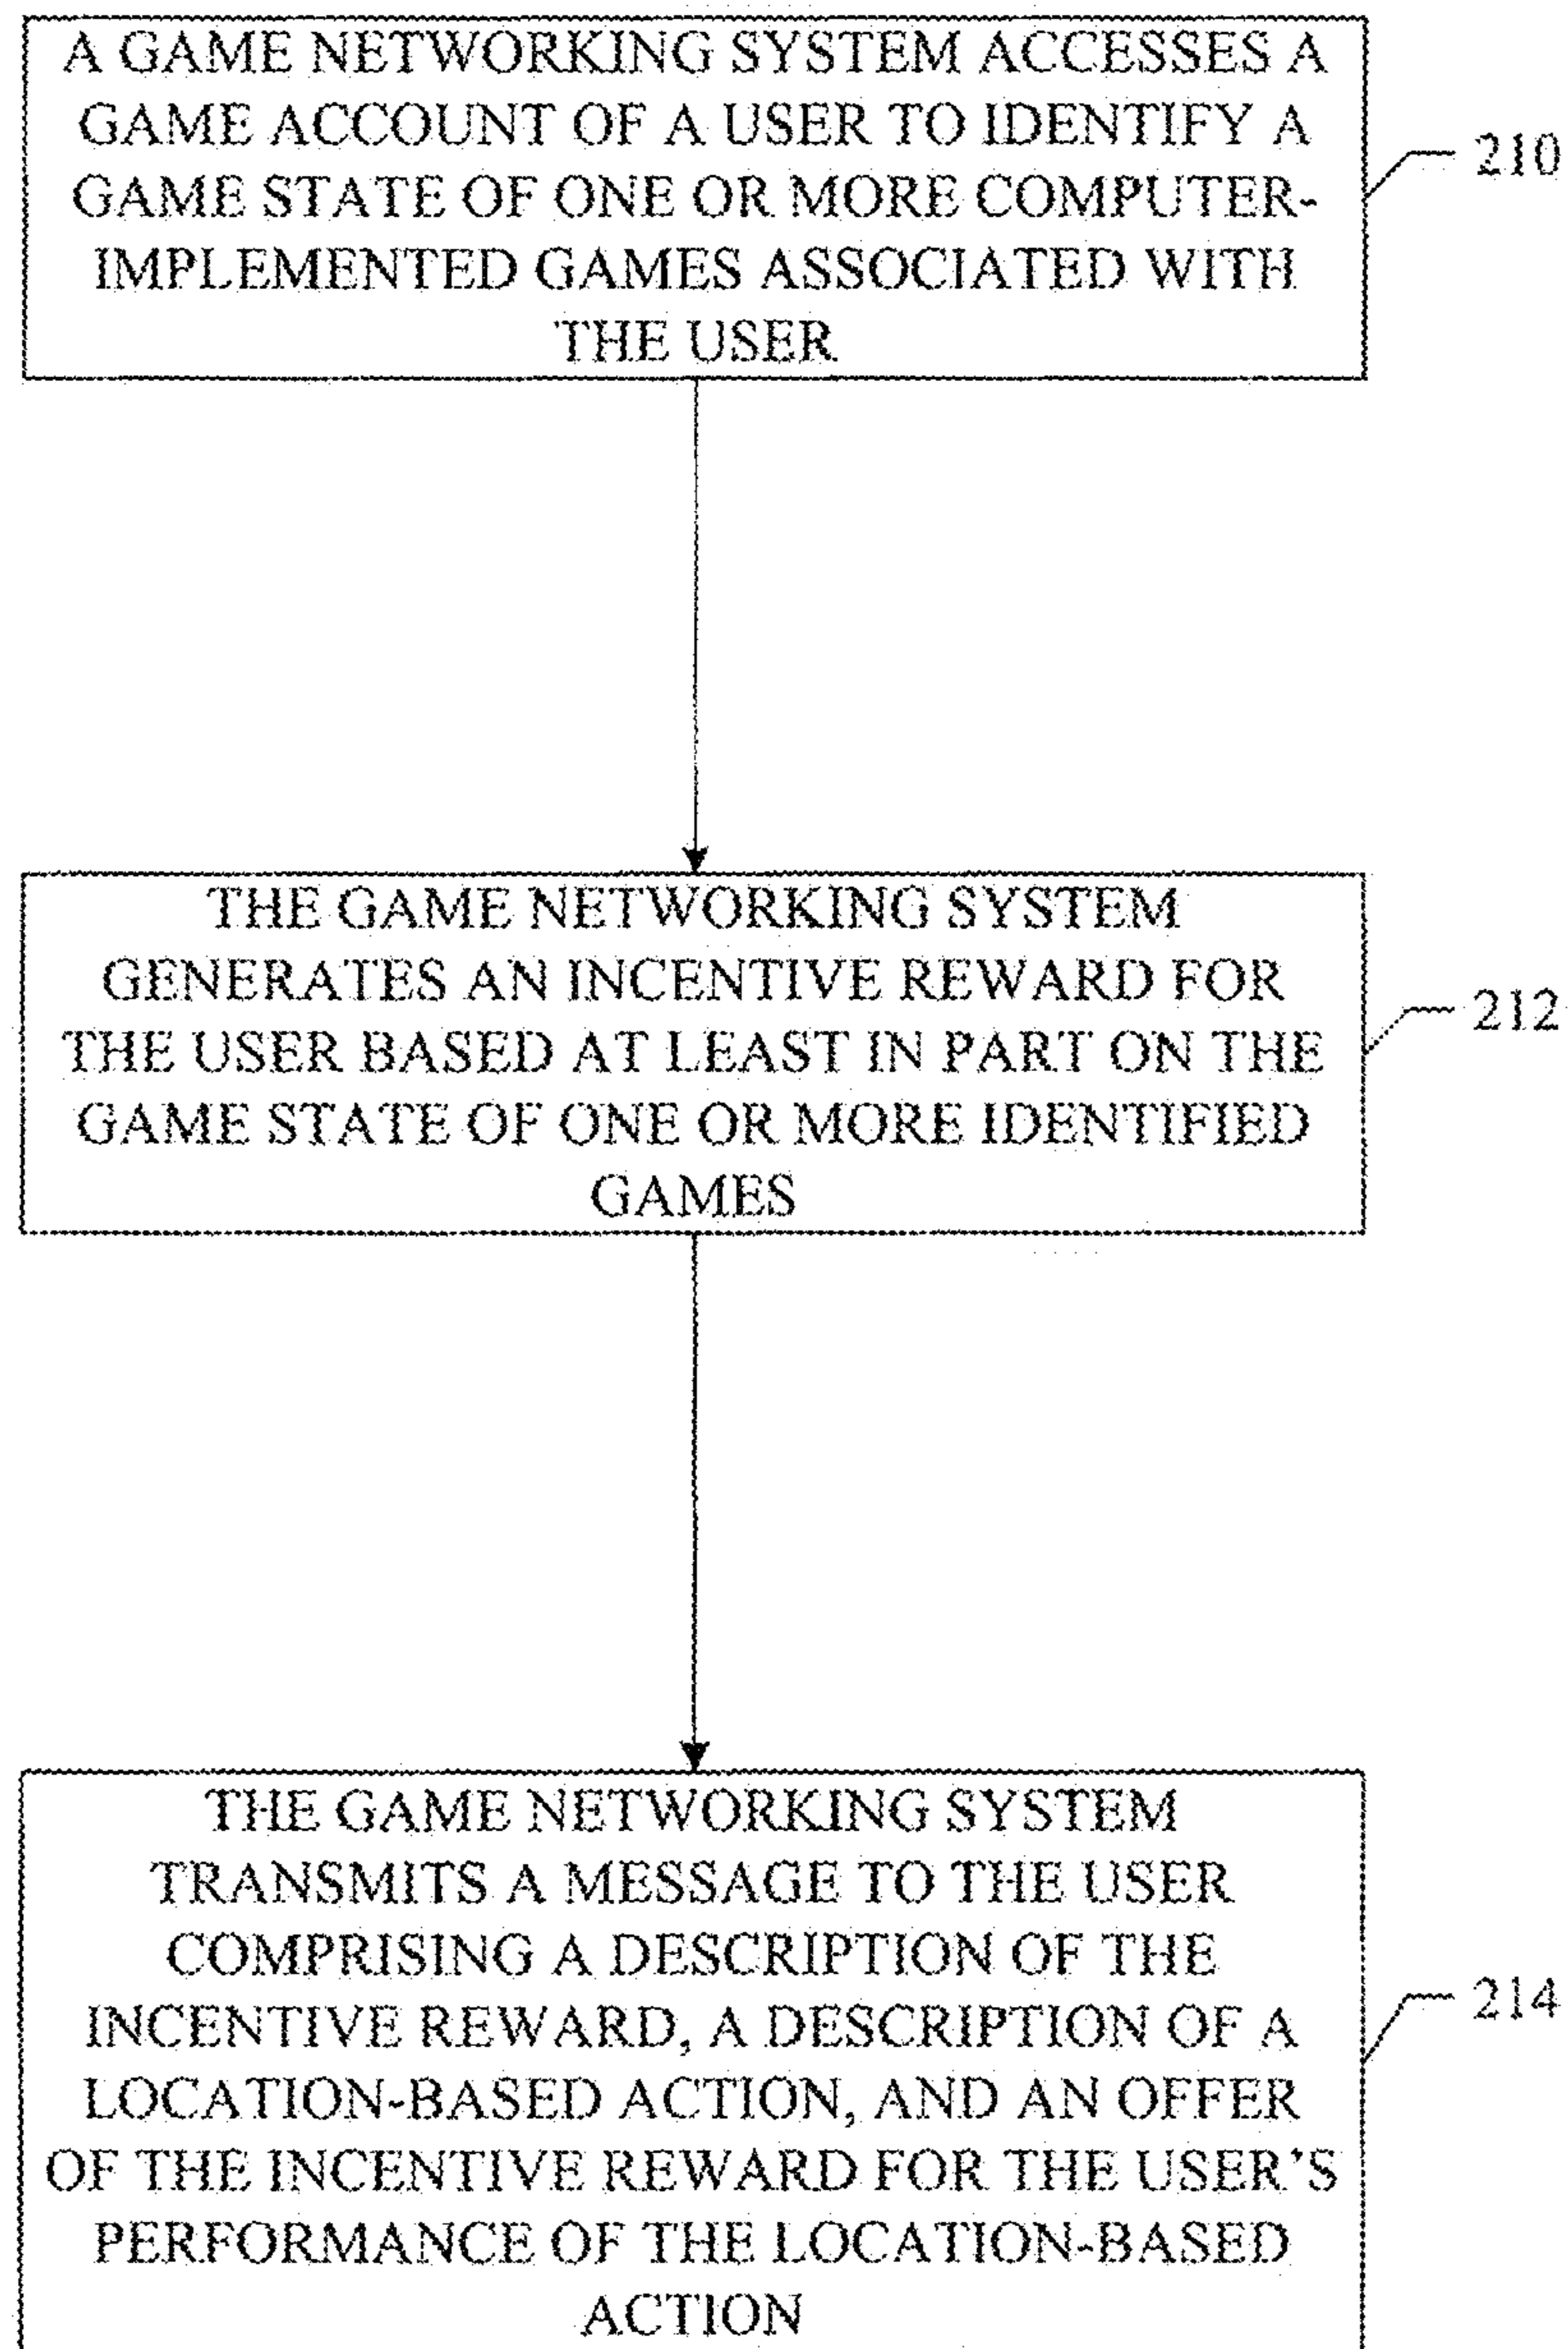 A GAME NETWORKING SYSTEM ACCESSES A
GAME ACCOUNT OF A USER TO IDENTIFY A
GAME STATE OF ONE OR MORE COMPUTER-
IMPLEMENTED GAMES ASSOCIATED WITH
THE USER
210
THE GAME NETWORKING SYSTEM
GENERATES AN INCENTIVE REWARD FOR
THE USER BASED AT LEAST IN PART ON THE
GAME STATE OF ONE OR MORE IDENTIFIED
GAMES
212
THE GAME NETWORKING SYSTEM
TRANSMITS A MESSAGE TO THE USER
COMPRISING A DESCRIPTION OF THE
INCENTIVE REWARD, A DESCRIPTION OF A
LOCATION-BASED ACTION, AND AN OFFER
OF THE INCENTIVE REWARD FOR THE USER'S
PERFORMANCE OF THE LOCATION-BASED
ACTION
214